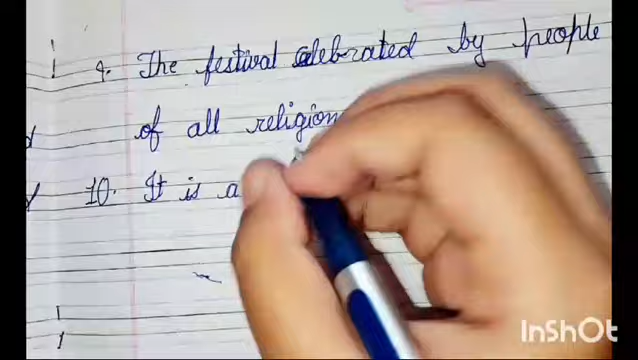 9. The festival celebrated by people
of all religion
10. It is a
InShOt